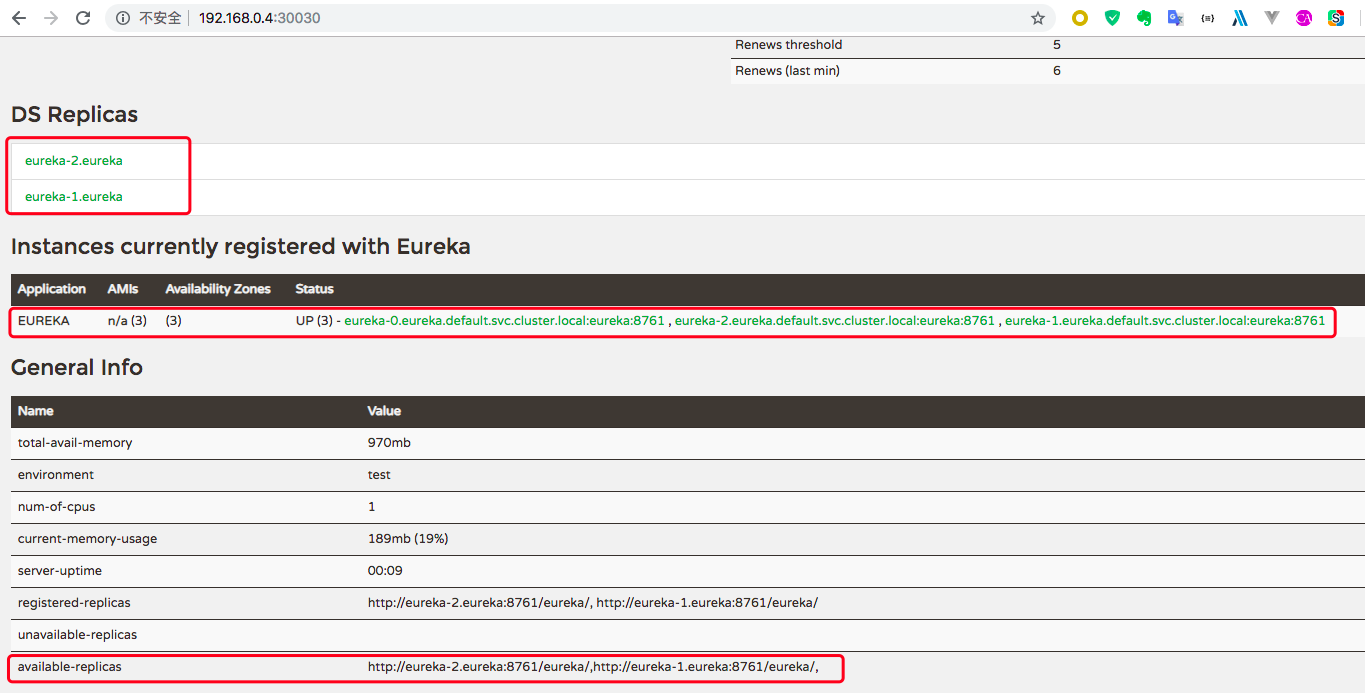 不安全 192.168.0.4:30030
Renews threshold 5
Renews (last min) 6
DS Replicas
eureka-2.eureka
eureka-1.eureka
Instances currently registered with Eureka
Application AMIs Availability Zones Status
EUREKA n/a (3) (3) UP (3) - eureka-0.eureka.default.svc.cluster.local:eureka:8761 , eureka-2.eureka.default.svc.cluster.local:eureka:8761 , eureka-1.eureka.default.svc.cluster.local:eureka:8761
General Info
Name Value
total-avail-memory 970mb
environment test
num-of-cpus 1
current-memory-usage 189mb (19%)
server-uptime 00:09
registered-replicas http://eureka-2.eureka:8761/eureka/, http://eureka-1.eureka:8761/eureka/
unavailable-replicas
available-replicas http://eureka-2.eureka:8761/eureka/,http://eureka-1.eureka:8761/eureka/,